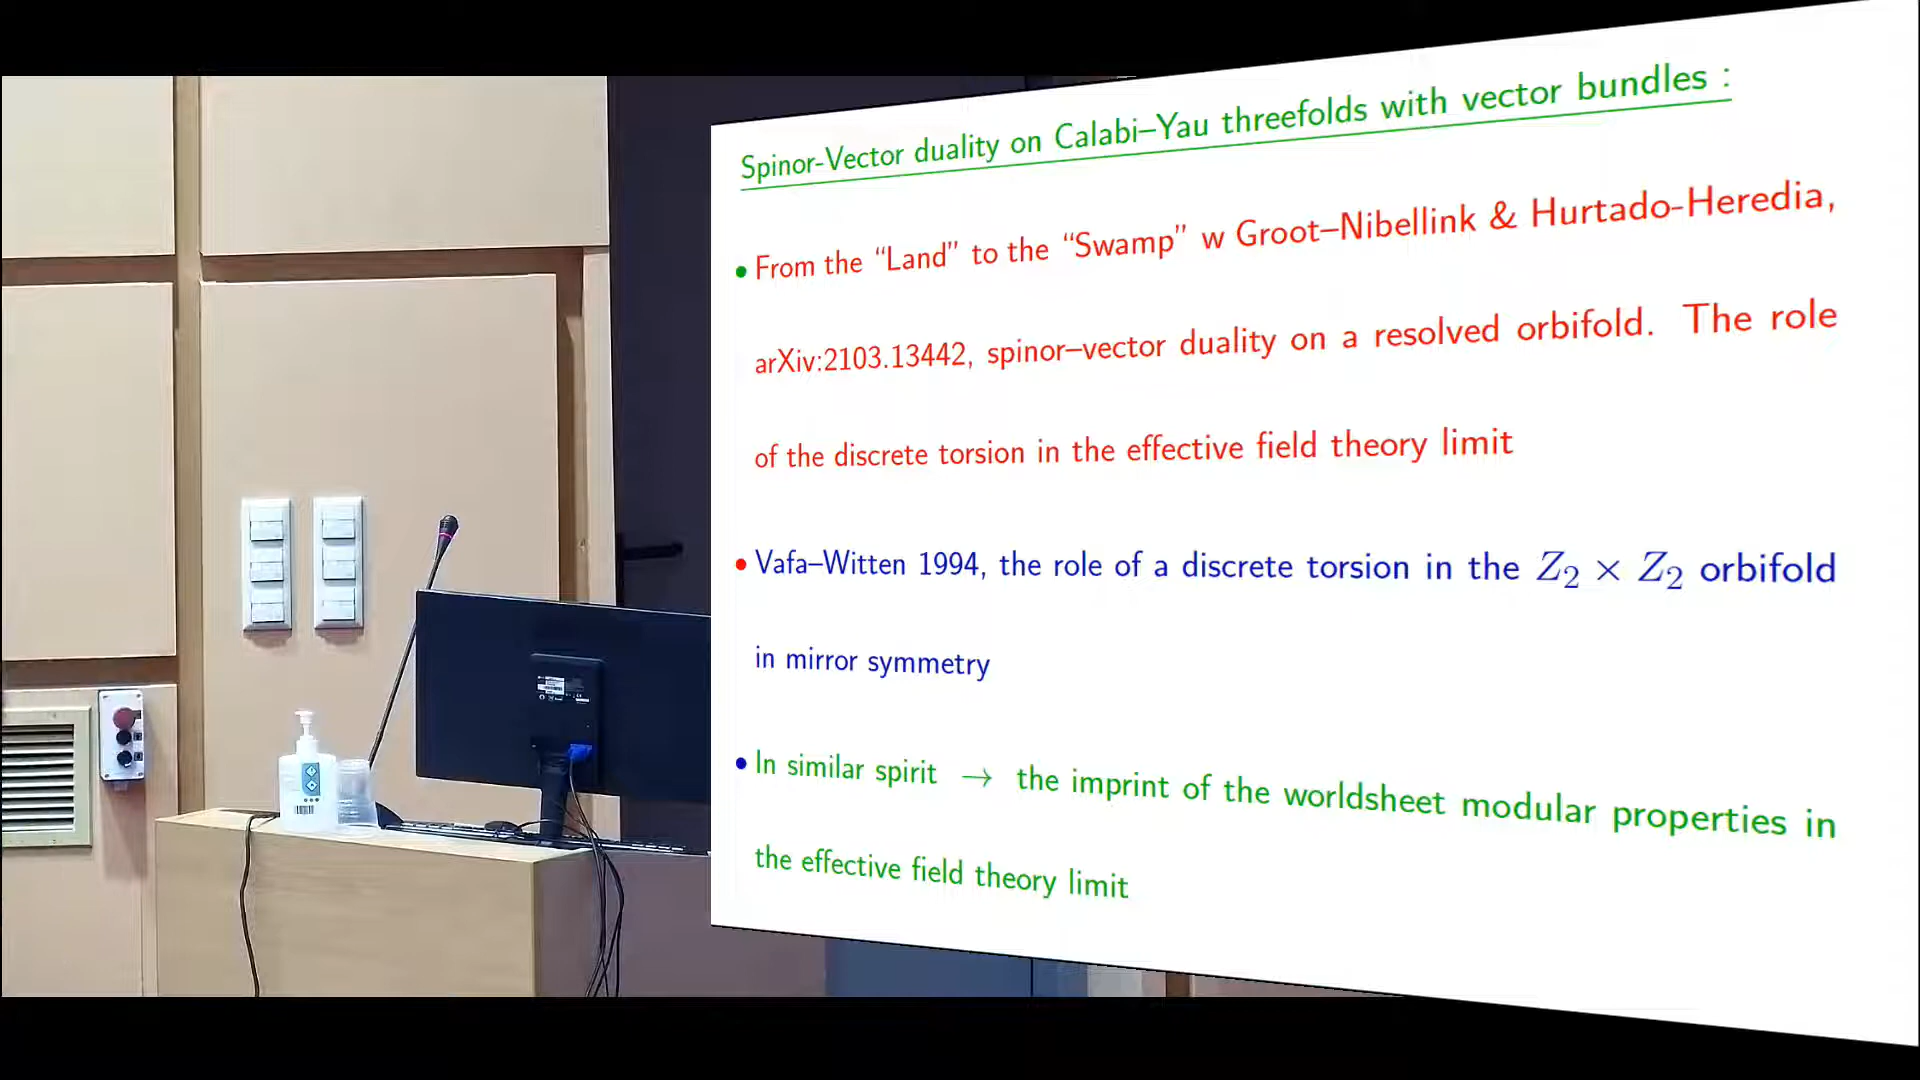 Spinor-Vector duality on Calabi–Yau threefolds with vector bundles :
• From the “Land” to the “Swamp” w Groot–Nibellink & Hurtado-Heredia,
arXiv:2103.13442, spinor–vector duality on a resolved orbifold. The role
of the discrete torsion in the effective field theory limit
• Vafa–Witten 1994, the role of a discrete torsion in the Z₂ × Z₂ orbifold
in mirror symmetry
• In similar spirit → the imprint of the worldsheet modular properties in
the effective field theory limit